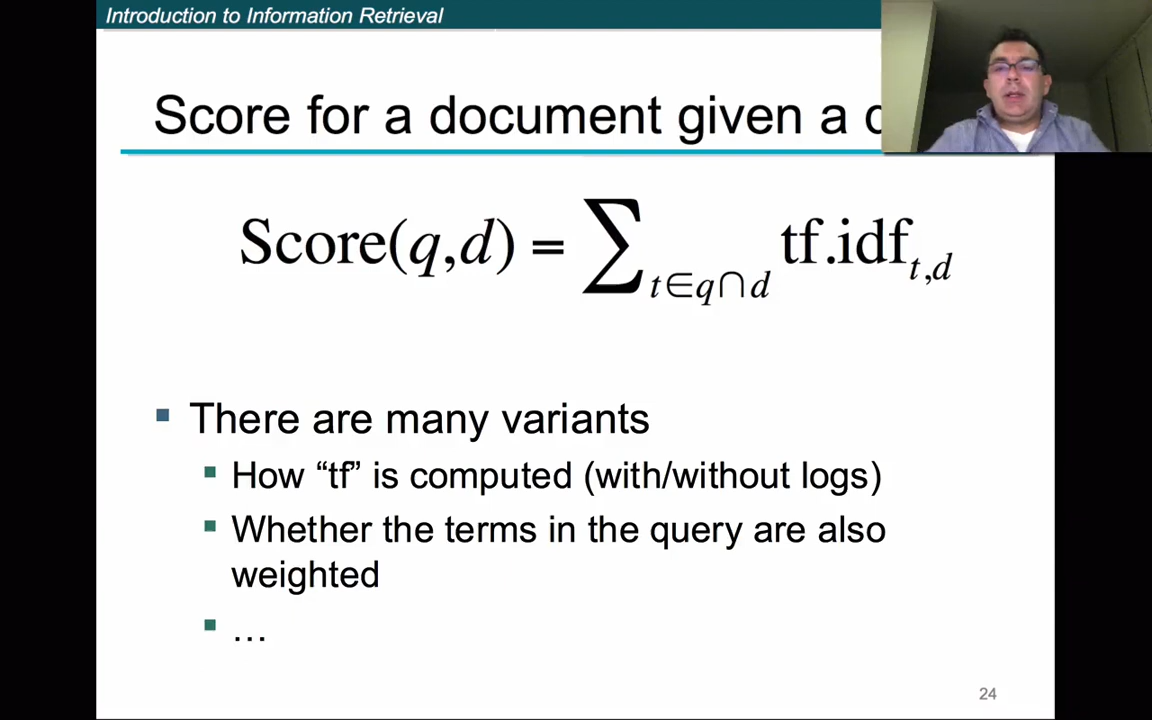 Introduction to Information Retrieval
Score for a document given a
Score(q,d) = ∑t∈q∩d tf.idft,d
▪ There are many variants
▪ How “tf” is computed (with/without logs)
▪ Whether the terms in the query are also
weighted
▪ …
24